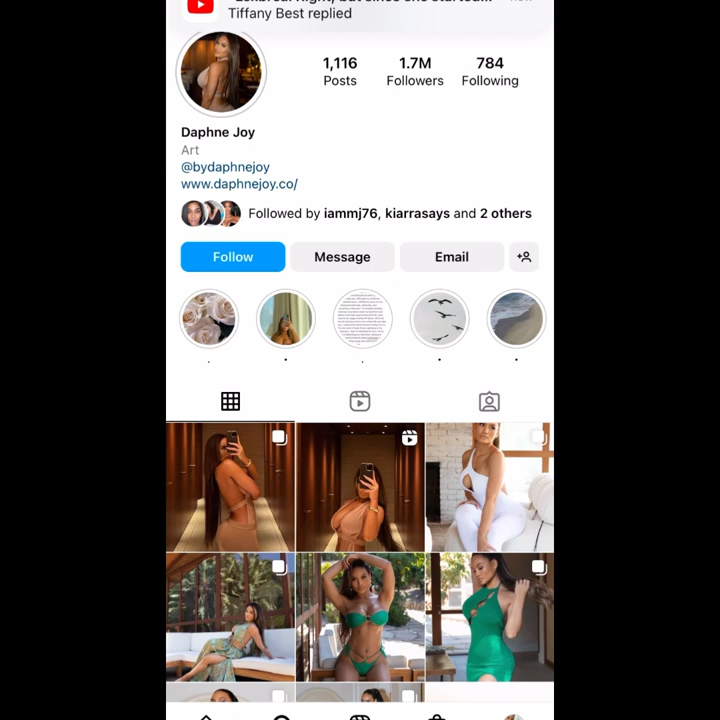 Tiffany Best replied
1,116 1.7M 784
Posts Followers Following
Daphne Joy
Art
@bydaphnejoy
www.daphnejoy.co/
Followed by iammj76, kiarrasays and 2 others
Follow Message Email